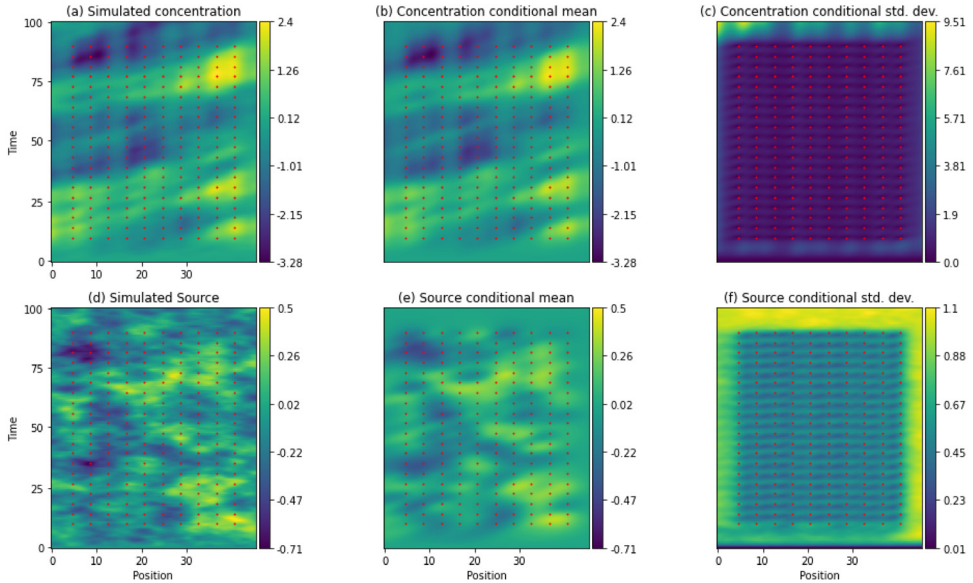 (a) Simulated concentration
(b) Concentration conditional mean
(c) Concentration conditional std. dev.
Time
100
75
50
25
0
0 10 20 30
2.4
1.26
0.12
-1.01
-2.15
-3.28
0 10 20 30
2.4
1.26
0.12
-1.01
-2.15
-3.28
9.51
7.61
5.71
3.81
1.9
0.0
(d) Simulated Source
(e) Source conditional mean
(f) Source conditional std. dev.
Time
100
75
50
25
0
0 10 20 30
Position
0.5
0.26
0.02
-0.22
-0.47
-0.71
0 10 20 30
Position
0.5
0.26
0.02
-0.22
-0.47
-0.71
0 10 20 30
Position
1.1
0.88
0.67
0.45
0.23
0.01